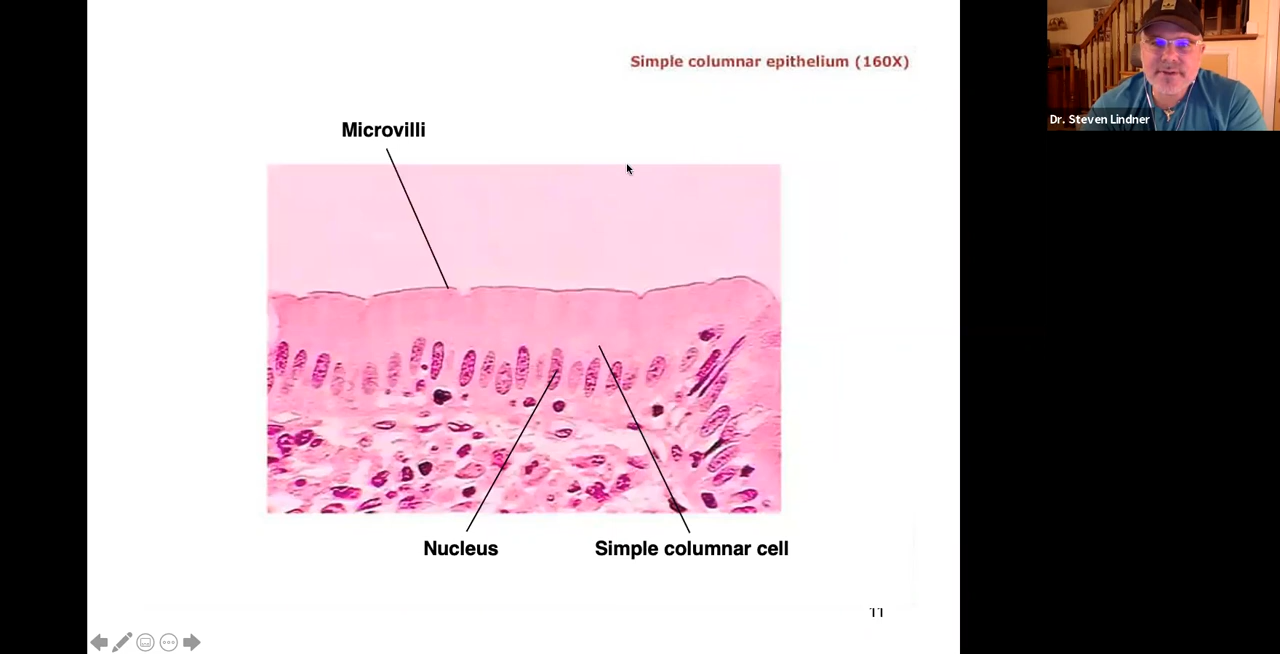 Simple columnar epithelium (160X)
Dr. Steven Lindner
Microvilli
Nucleus
Simple columnar cell
11